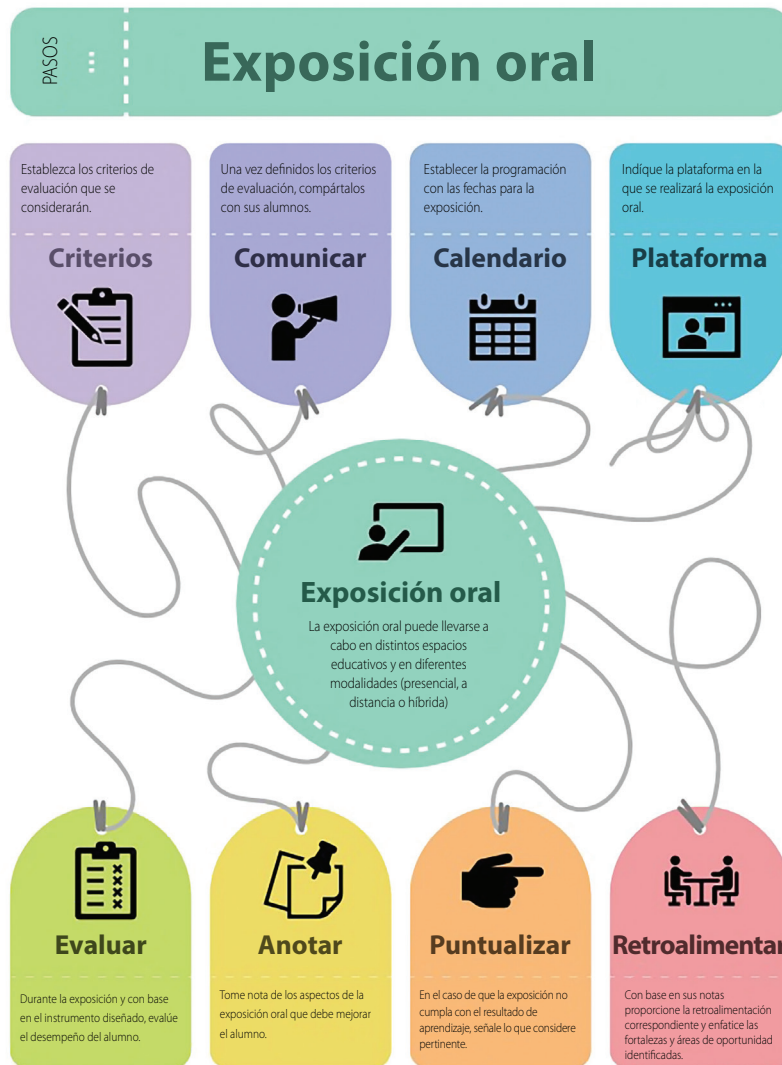 PASOS
Exposición oral
Establezca los criterios de
evaluación que se
considerarán.
Criterios
Una vez definidos los criterios
de evaluación, compártalos
con sus alumnos.
Comunicar
Establecer la programación
con las fechas para la
exposición.
Calendario
Indíque la plataforma en la
que se realizará la exposición
oral.
Plataforma
Exposición oral
La exposición oral puede llevarse a
cabo en distintos espacios
educativos y en diferentes
modalidades (presencial, a
distancia o híbrida)
Evaluar
Durante la exposición y con base
en el instrumento diseñado, evalúe
el desempeño del alumno.
Anotar
Tome nota de los aspectos de la
exposición oral que debe mejorar
el alumno.
Puntualizar
En el caso de que la exposición no
cumpla con el resultado de
aprendizaje, señale lo que considere
pertinente.
Retroalimentar
Con base en sus notas
proporcione la retroalimentación
correspondiente y enfatice las
fortalezas y áreas de oportunidad
identificadas.